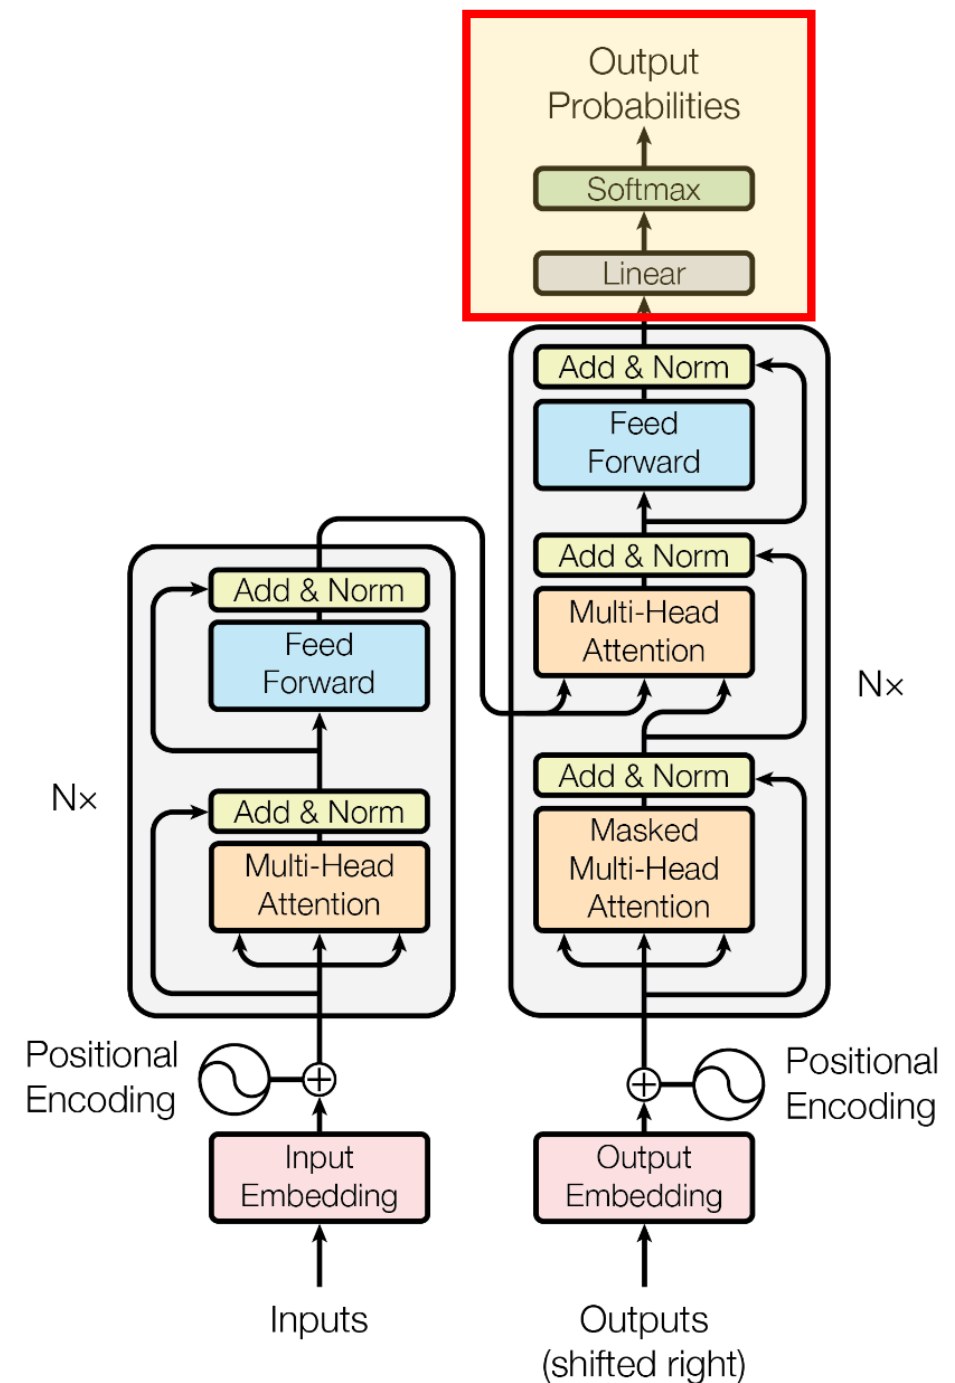 Output
Probabilities
Softmax
Linear
Add & Norm
Feed
Forward
Add & Norm
Multi-Head
Attention
Add & Norm
Masked
Multi-Head
Attention
N×
Add & Norm
Feed
Forward
Add & Norm
Multi-Head
Attention
N×
Positional
Encoding
Positional
Encoding
Input
Embedding
Output
Embedding
Inputs
Outputs
(shifted right)